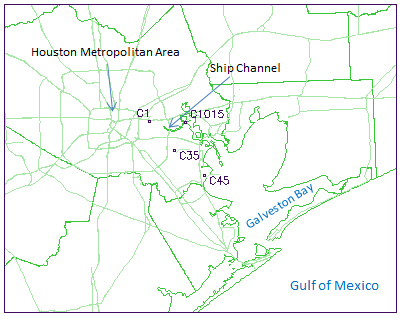 Houston Metropolitan Area
Ship Channel
C1
C1015
C35
C45
Galveston Bay
Gulf of Mexico